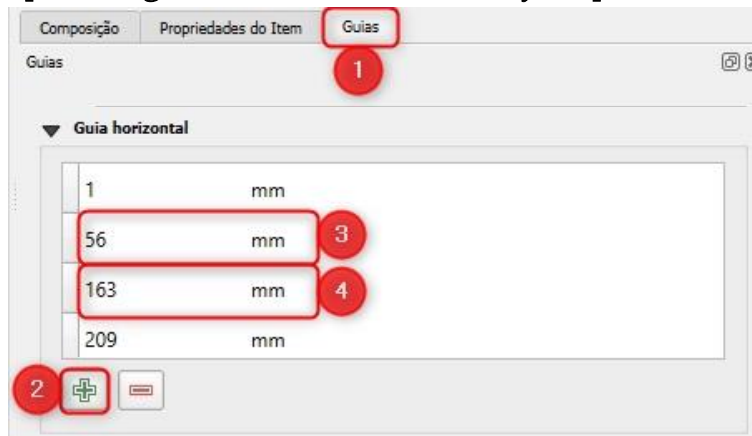 Composição Propriedades do Item Guias
1
Guias
Guia horizontal
1 mm
56 mm 3
163 mm 4
209 mm
2